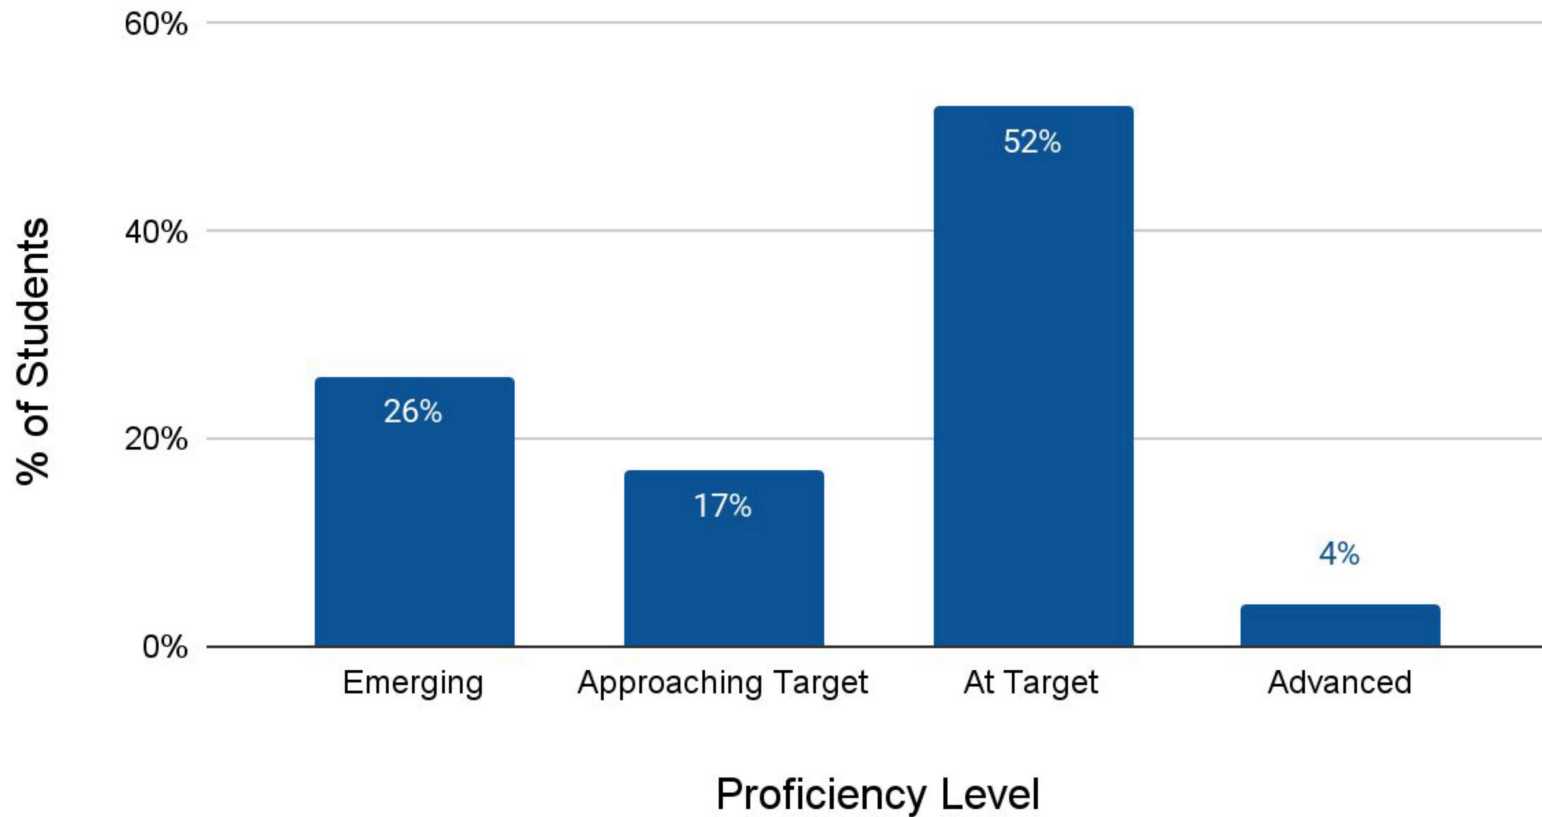 60%
52%
40%
26%
20%
17%
4%
0%
Emerging Approaching Target At Target Advanced
% of Students
Proficiency Level